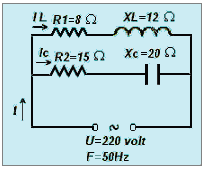 IL R1=8 Ω XL=12 Ω
Ic R2=15 Ω Xc=20 Ω
I
U=220 volt
F=50Hz